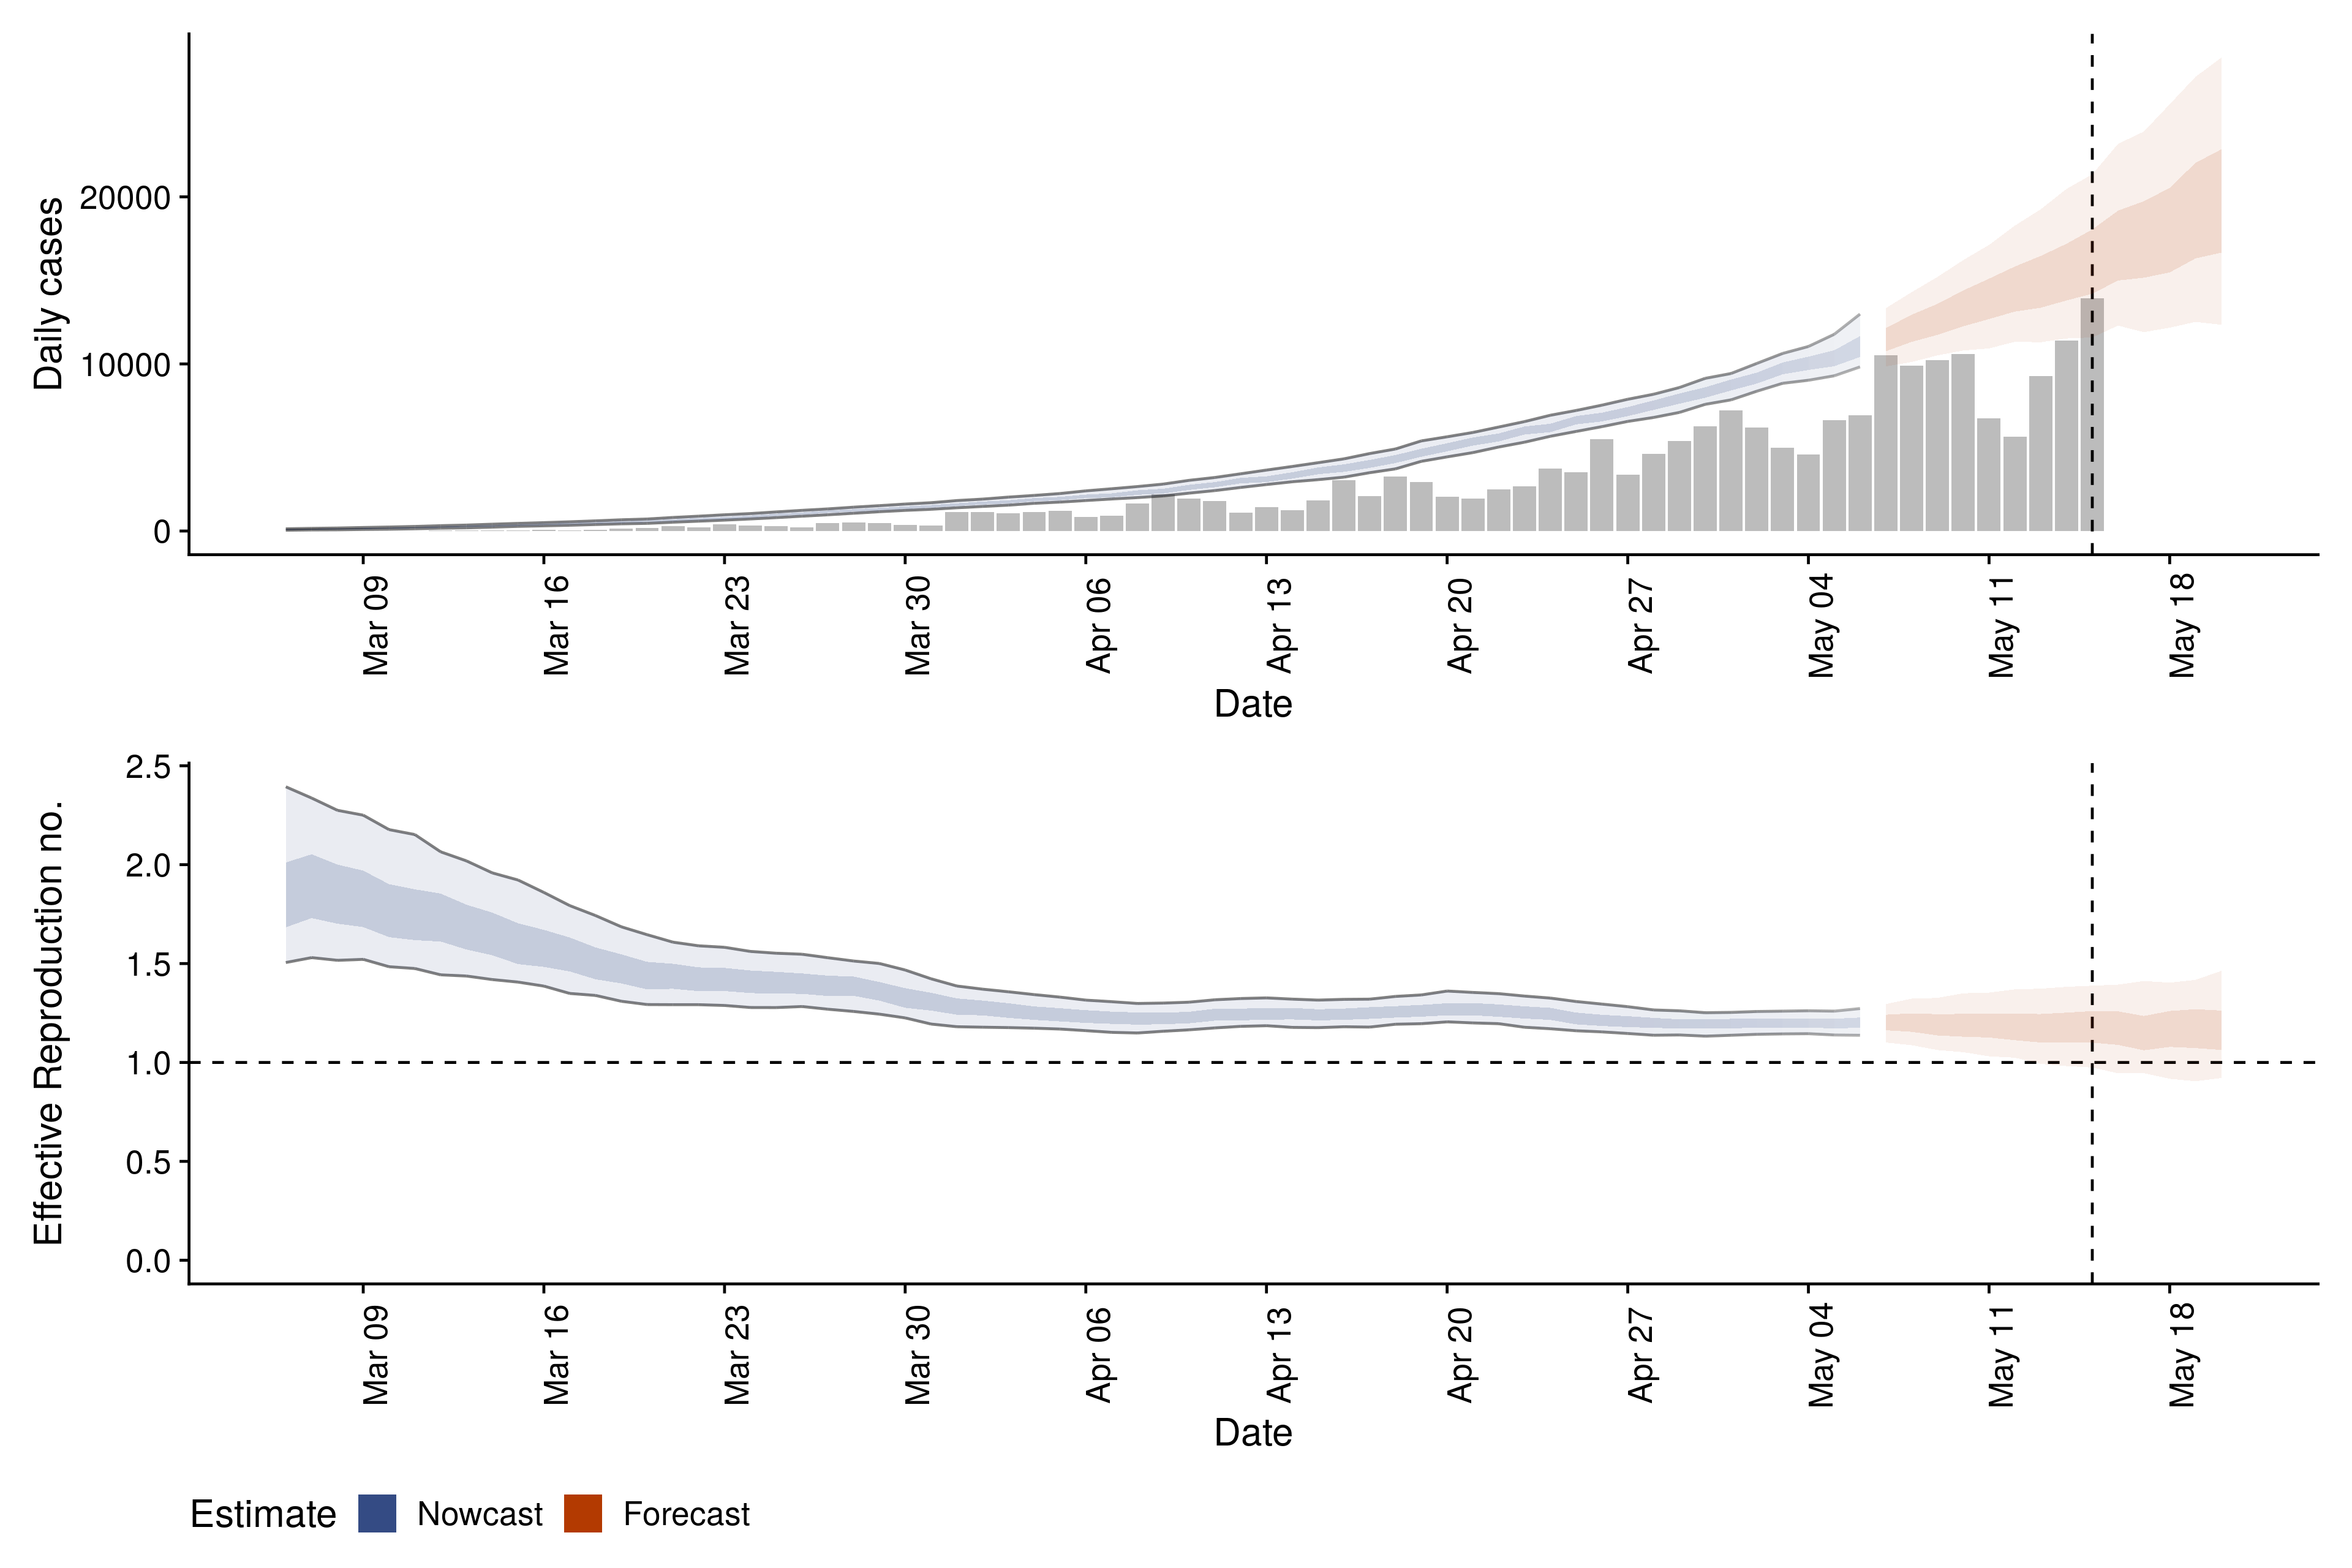 Daily cases
20000
10000
0
Mar 09
Mar 16
Mar 23
Mar 30
Apr 06
Apr 13
Apr 20
Apr 27
May 04
May 11
May 18
Date
Effective Reproduction no.
2.5
2.0
1.5
1.0
0.5
0.0
Mar 09
Mar 16
Mar 23
Mar 30
Apr 06
Apr 13
Apr 20
Apr 27
May 04
May 11
May 18
Date
Estimate Nowcast Forecast